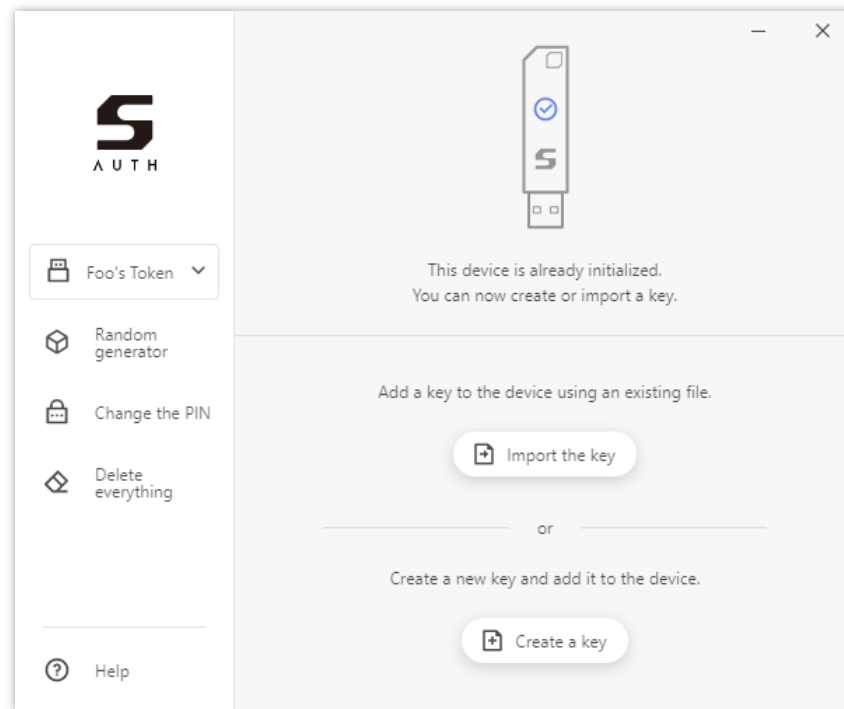 S
AUTH
Foo's Token
Random
generator
Change the PIN
Delete
everything
Help
S
This device is already initialized.
You can now create or import a key.
Add a key to the device using an existing file.
Import the key
or
Create a new key and add it to the device.
Create a key